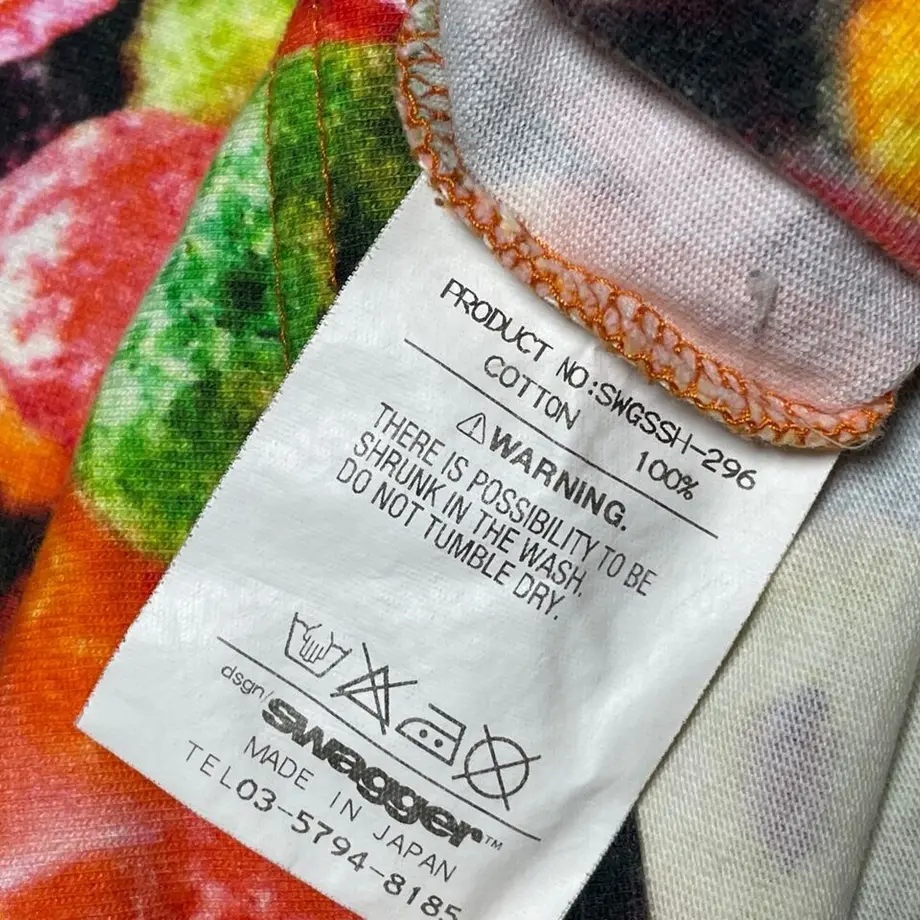 PRODUCT NO:SWGSSH-296
COTTON 100%
⚠WARNING.
THERE IS POSSIBILITY TO BE
SHRUNK IN THE WASH.
DO NOT TUMBLE DRY.
dsgn/
swagger™
MADE IN JAPAN
TEL03-5794-8185